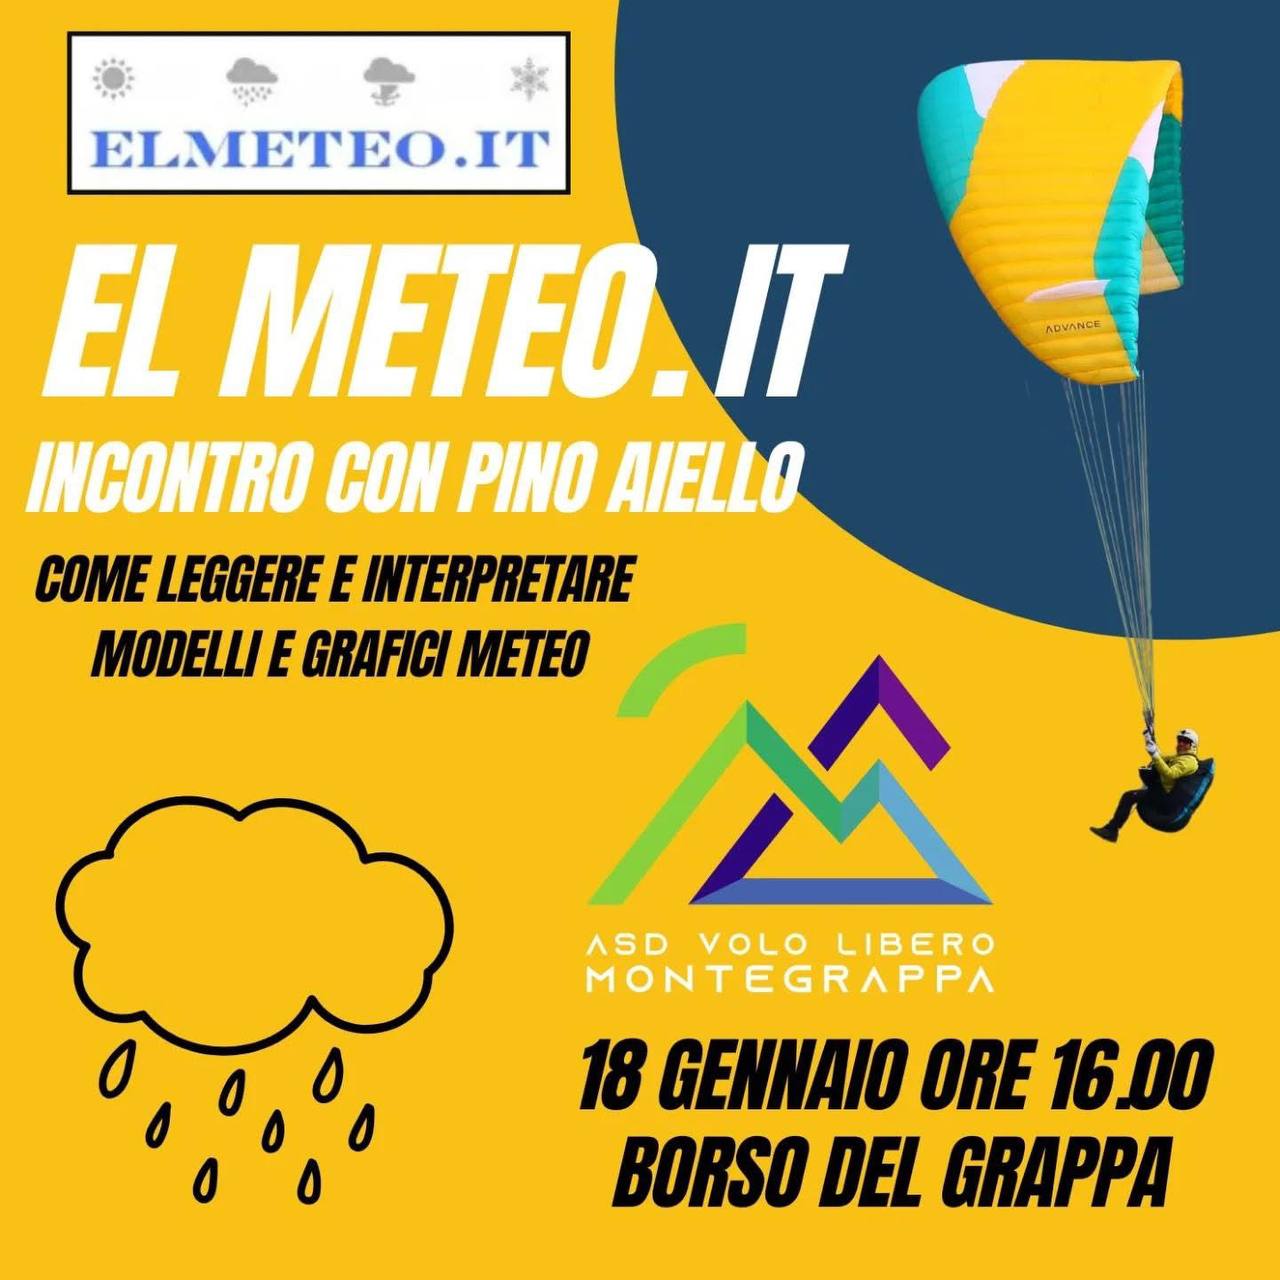 ELMETEO.IT
EL METEO.IT
INCONTRO CON PINO AIELLO
COME LEGGERE E INTERPRETARE
MODELLI E GRAFICI METEO
ADVANCE
ASD VOLO LIBERO
MONTEGRAPPA
18 GENNAIO ORE 16.00
BORSO DEL GRAPPA